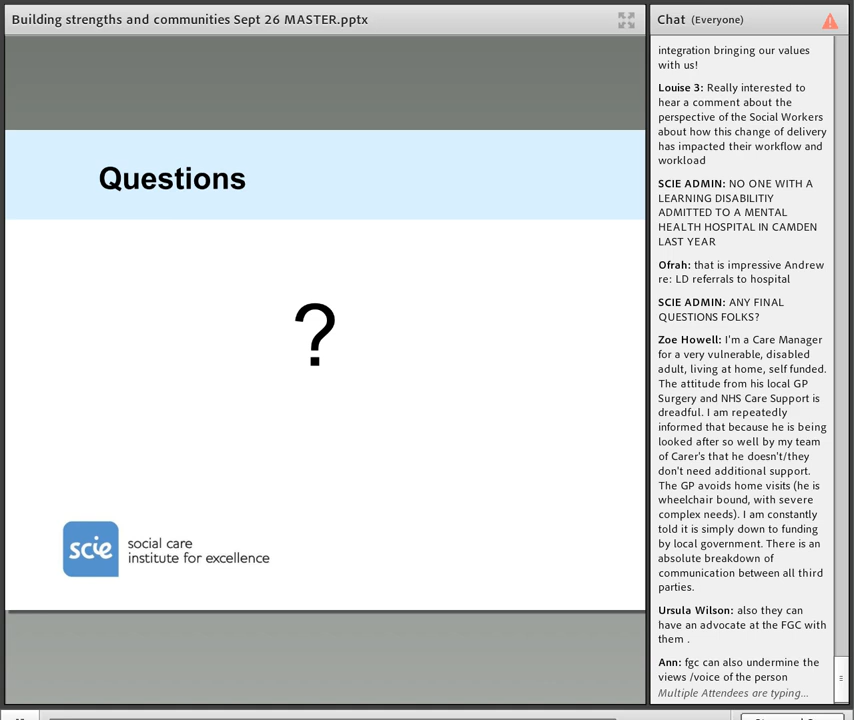 Building strengths and communities Sept 26 MASTER.pptx
Questions
?
scie
social care
institute for excellence
Chat (Everyone)
integration bringing our values
with us!
Louise 3: Really interested to
hear a comment about the
perspective of the Social Workers
about how this change of delivery
has impacted their workflow and
workload
SCIE ADMIN: NO ONE WITH A
LEARNING DISABILITIY
ADMITTED TO A MENTAL
HEALTH HOSPITAL IN CAMDEN
LAST YEAR
Ofrah: that is impressive Andrew
re: LD referrals to hospital
SCIE ADMIN: ANY FINAL
QUESTIONS FOLKS?
Zoe Howell: I'm a Care Manager
for a very vulnerable, disabled
adult, living at home, self funded.
The attitude from his local GP
Surgery and NHS Care Support is
dreadful. I am repeatedly
informed that because he is being
looked after so well by my team
of Carer's that he doesn't/they
don't need additional support.
The GP avoids home visits (he is
wheelchair bound, with severe
complex needs). I am constantly
told it is simply down to funding
by local government. There is an
absolute breakdown of
communication between all third
parties.
Ursula Wilson: also they can
have an advocate at the FGC with
them .
Ann: fgc can also undermine the
views /voice of the person
Multiple Attendees are typing...